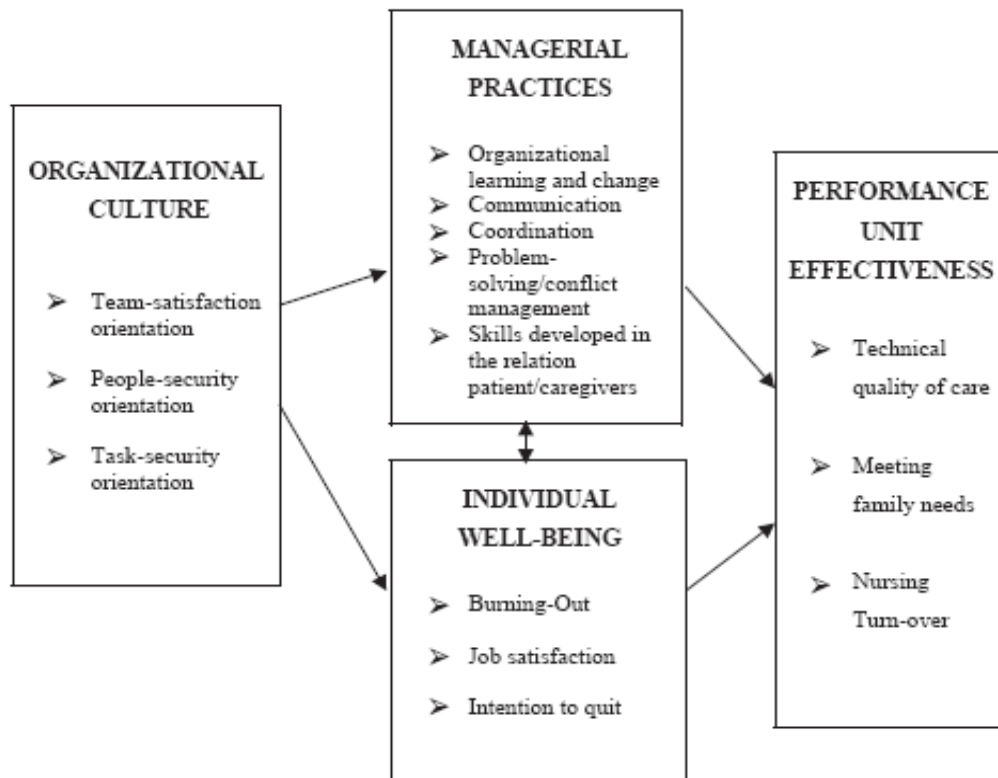 ORGANIZATIONAL
CULTURE
➢ Team-satisfaction
orientation
➢ People-security
orientation
➢ Task-security
orientation
MANAGERIAL
PRACTICES
➢ Organizational
learning and change
➢ Communication
➢ Coordination
➢ Problem-
solving/conflict
management
➢ Skills developed in
the relation
patient/caregivers
INDIVIDUAL
WELL-BEING
➢ Burning-Out
➢ Job satisfaction
➢ Intention to quit
PERFORMANCE
UNIT
EFFECTIVENESS
➢ Technical
quality of care
➢ Meeting
family needs
➢ Nursing
Turn-over